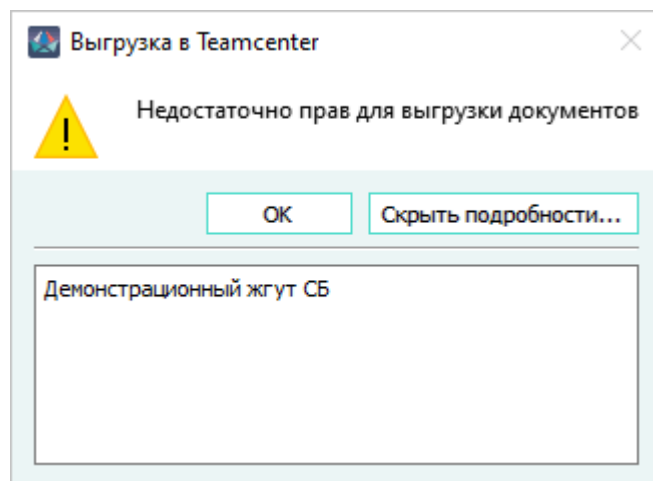 Выгрузка в Teamcenter
Недостаточно прав для выгрузки документов
OK
Скрыть подробности...
Демонстрационный жгут СБ